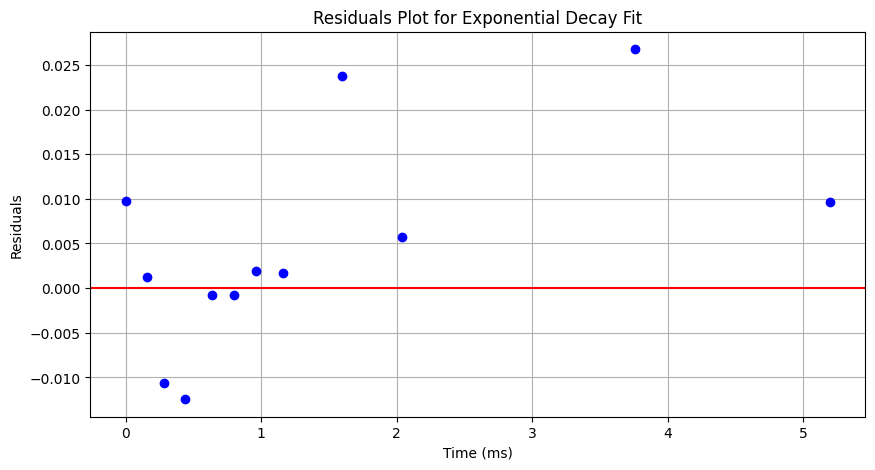 Residuals Plot for Exponential Decay Fit
0.025
0.020
0.015
0.010
0.005
0.000
−0.005
−0.010
Residuals
0 1 2 3 4 5
Time (ms)